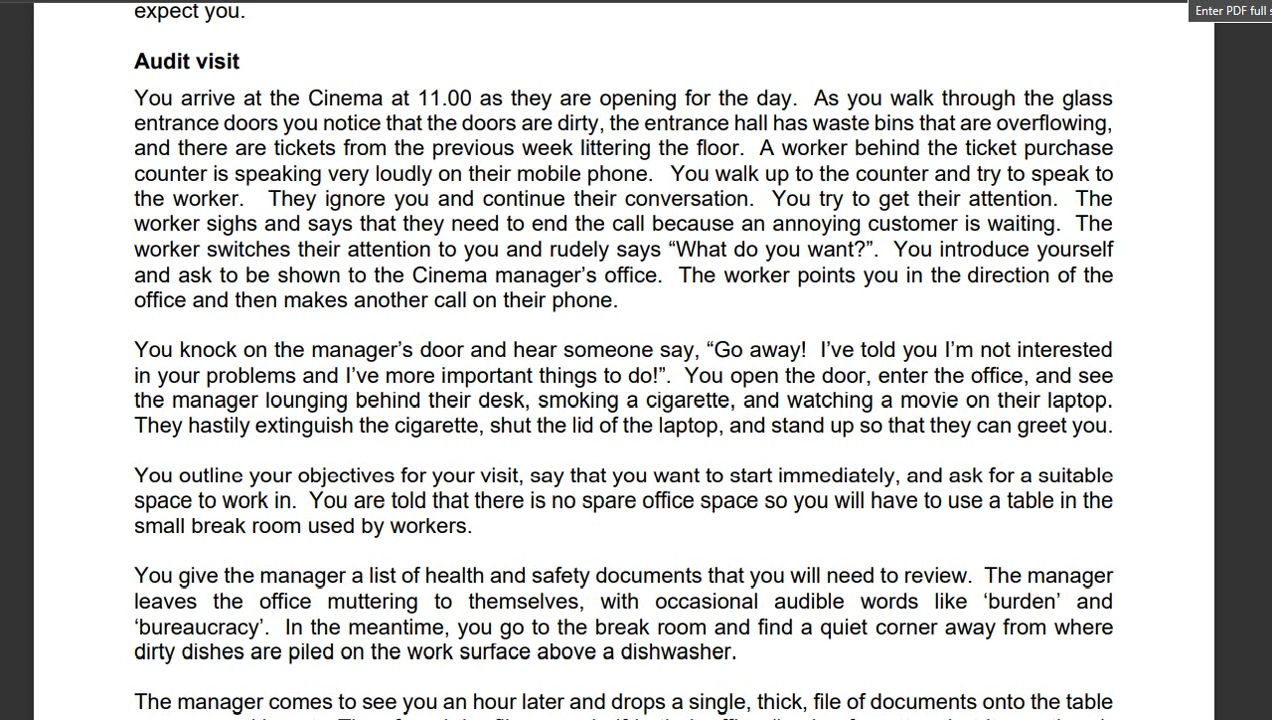 expect you.
Enter PDF full s
Audit visit
You arrive at the Cinema at 11.00 as they are opening for the day.  As you walk through the glass
entrance doors you notice that the doors are dirty, the entrance hall has waste bins that are overflowing,
and there are tickets from the previous week littering the floor.  A worker behind the ticket purchase
counter is speaking very loudly on their mobile phone.  You walk up to the counter and try to speak to
the worker.  They ignore you and continue their conversation.  You try to get their attention.  The
worker sighs and says that they need to end the call because an annoying customer is waiting.  The
worker switches their attention to you and rudely says “What do you want?”.  You introduce yourself
and ask to be shown to the Cinema manager’s office.  The worker points you in the direction of the
office and then makes another call on their phone.
You knock on the manager’s door and hear someone say, “Go away!  I’ve told you I’m not interested
in your problems and I’ve more important things to do!”.  You open the door, enter the office, and see
the manager lounging behind their desk, smoking a cigarette, and watching a movie on their laptop.
They hastily extinguish the cigarette, shut the lid of the laptop, and stand up so that they can greet you.
You outline your objectives for your visit, say that you want to start immediately, and ask for a suitable
space to work in.  You are told that there is no spare office space so you will have to use a table in the
small break room used by workers.
You give the manager a list of health and safety documents that you will need to review.  The manager
leaves the office muttering to themselves, with occasional audible words like ‘burden’ and
‘bureaucracy’.  In the meantime, you go to the break room and find a quiet corner away from where
dirty dishes are piled on the work surface above a dishwasher.
The manager comes to see you an hour later and drops a single, thick, file of documents onto the table